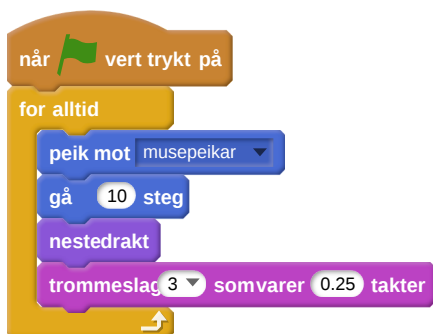 når vert trykt på
for alltid
peik mot musepeikar
gå 10 steg
nestedrakt
trommeslag 3 somvarer 0.25 takter